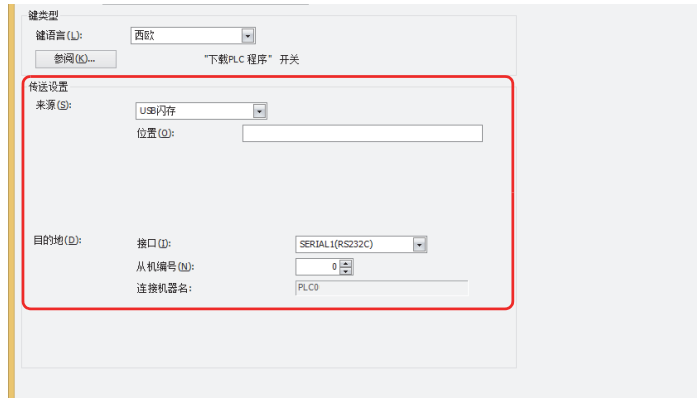 键类型
键语言(L): 西欧
参阅(K)... "下载PLC 程序" 开关
传送设置
来源(S): USB闪存
位置(O):
目的地(D): 接口(I): SERIAL1(RS232C)
从机编号(N): 0
连接机器名: PLC0